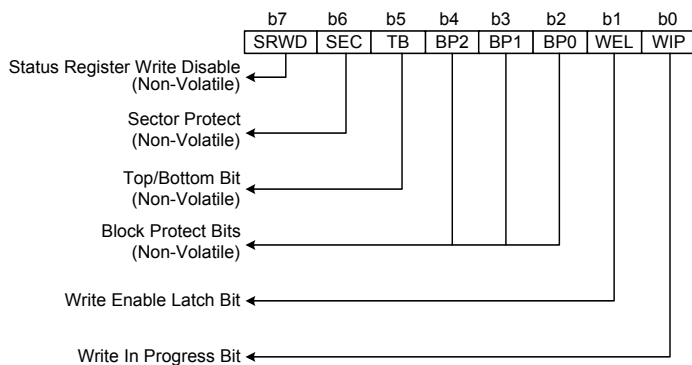 b7 b6 b5 b4 b3 b2 b1 b0
SRWD SEC TB BP2 BP1 BP0 WEL WIP
Status Register Write Disable
(Non-Volatile)
Sector Protect
(Non-Volatile)
Top/Bottom Bit
(Non-Volatile)
Block Protect Bits
(Non-Volatile)
Write Enable Latch Bit
Write In Progress Bit